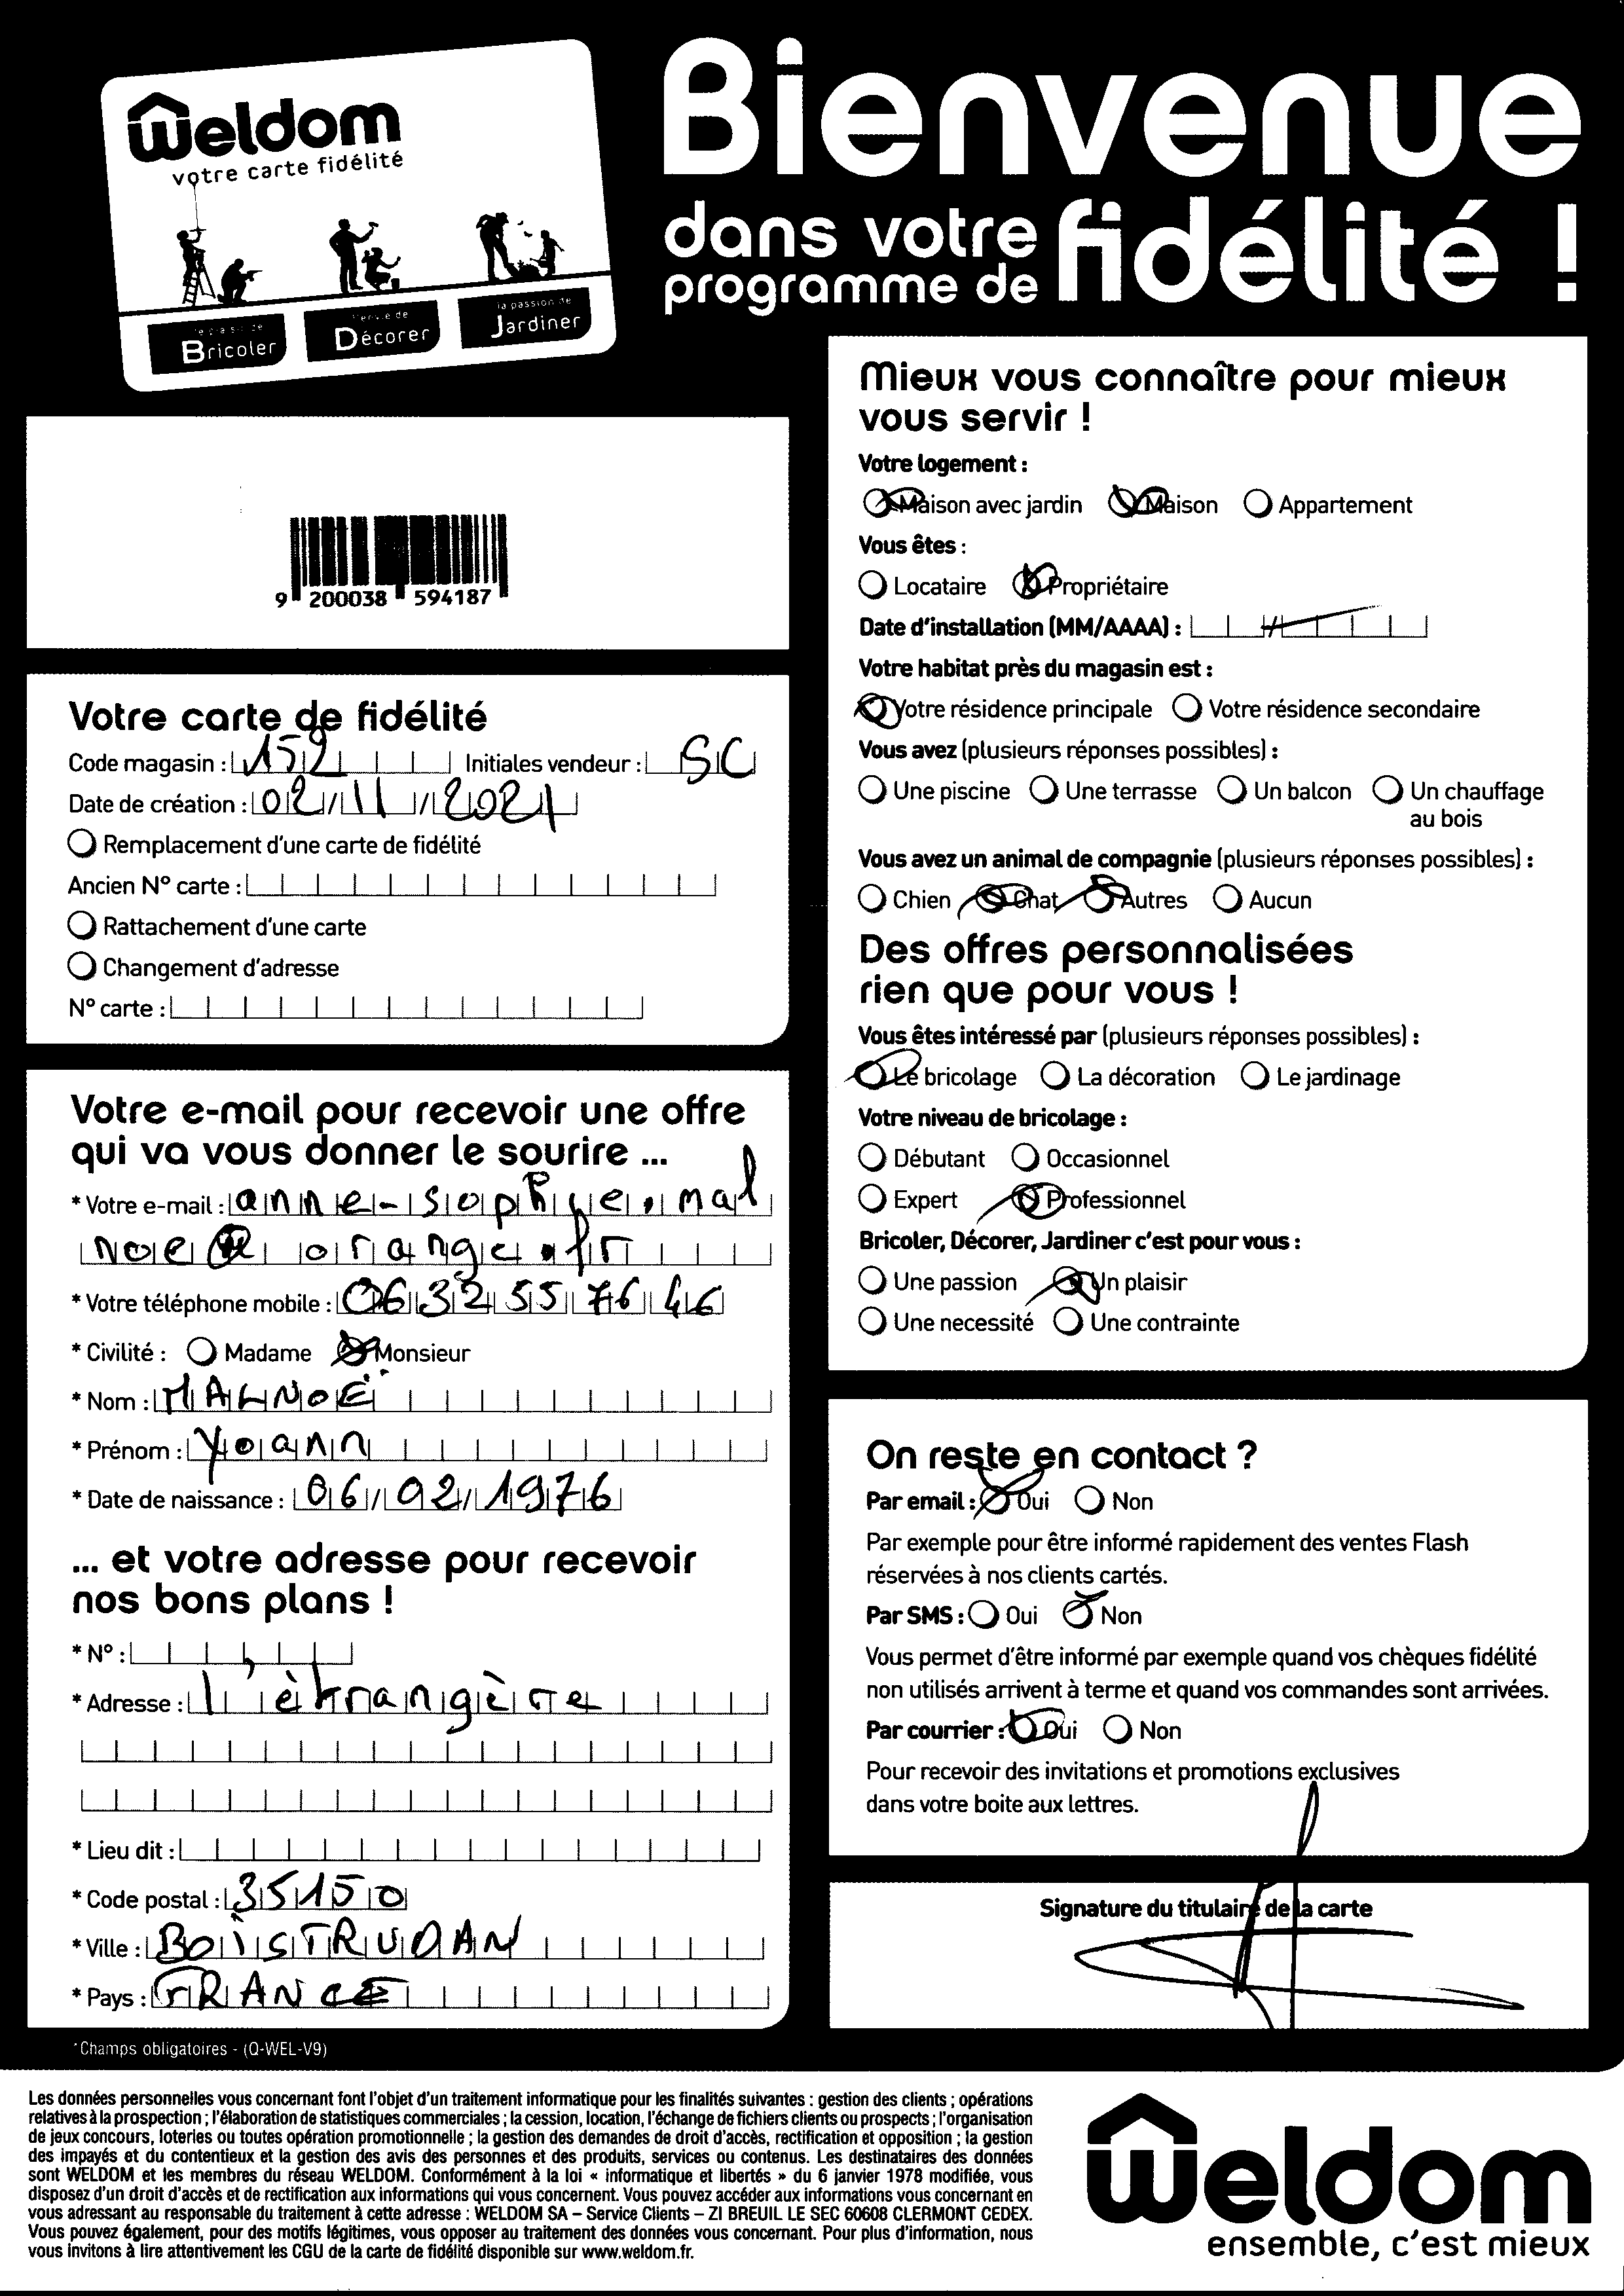 Weldom
votre carte fidélité
Bricoler
Décorer
la passion de
Jardiner
Bienvenue
dans votre
programme de fidélité !
9 200038 594187
Votre carte de fidélité
Code magasin : 152 Initiales vendeur : SC
Date de création : 02/11/2021
Remplacement d'une carte de fidélité
Ancien N° carte :
Rattachement d'une carte
Changement d'adresse
N° carte :
Votre e-mail pour recevoir une offre
qui va vous donner le sourire ...
* Votre e-mail : anne-sophie.mal
noe@orange.fr
* Votre téléphone mobile : 06 32 55 76 46
* Civilité : Madame Monsieur
* Nom : MALNOË
* Prénom : Yoann
* Date de naissance : 06/02/1976
... et votre adresse pour recevoir
nos bons plans !
* N° :
* Adresse : l'étrangère
* Lieu dit :
* Code postal : 35150
* Ville : BOISTRUDAN
* Pays : FRANCE
*Champs obligatoires - (Q-WEL-V9)
Mieux vous connaître pour mieux
vous servir !
Votre logement :
Maison avec jardin Maison Appartement
Vous êtes :
Locataire Propriétaire
Date d'installation (MM/AAAA) :
Votre habitat près du magasin est :
Votre résidence principale Votre résidence secondaire
Vous avez (plusieurs réponses possibles) :
Une piscine Une terrasse Un balcon Un chauffage
au bois
Vous avez un animal de compagnie (plusieurs réponses possibles) :
Chien Chat Autres Aucun
Des offres personnalisées
rien que pour vous !
Vous êtes intéressé par (plusieurs réponses possibles) :
Le bricolage La décoration Le jardinage
Votre niveau de bricolage :
Débutant Occasionnel
Expert Professionnel
Bricoler, Décorer, Jardiner c'est pour vous :
Une passion Un plaisir
Une necessité Une contrainte
On reste en contact ?
Par email : Oui Non
Par exemple pour être informé rapidement des ventes Flash
réservées à nos clients cartés.
Par SMS : Oui Non
Vous permet d'être informé par exemple quand vos chèques fidélité
non utilisés arrivent à terme et quand vos commandes sont arrivées.
Par courrier : Oui Non
Pour recevoir des invitations et promotions exclusives
dans votre boite aux lettres.
Signature du titulaire de la carte
Les données personnelles vous concernant font l'objet d'un traitement informatique pour les finalités suivantes : gestion des clients ; opérations
relatives à la prospection ; l'élaboration de statistiques commerciales ; la cession, location, l'échange de fichiers clients ou prospects ; l'organisation
de jeux concours, loteries ou toutes opération promotionnelle ; la gestion des demandes de droit d'accès, rectification et opposition ; la gestion
des impayés et du contentieux et la gestion des avis des personnes et des produits, services ou contenus. Les destinataires des données
sont WELDOM et les membres du réseau WELDOM. Conformément à la loi « informatique et libertés » du 6 janvier 1978 modifiée, vous
disposez d'un droit d'accès et de rectification aux informations qui vous concernent. Vous pouvez accéder aux informations vous concernant en
vous adressant au responsable du traitement à cette adresse : WELDOM SA – Service Clients – ZI BREUIL LE SEC 60608 CLERMONT CEDEX.
Vous pouvez également, pour des motifs légitimes, vous opposer au traitement des données vous concernant. Pour plus d'information, nous
vous invitons à lire attentivement les CGU de la carte de fidélité disponible sur www.weldom.fr.
Weldom
ensemble, c'est mieux